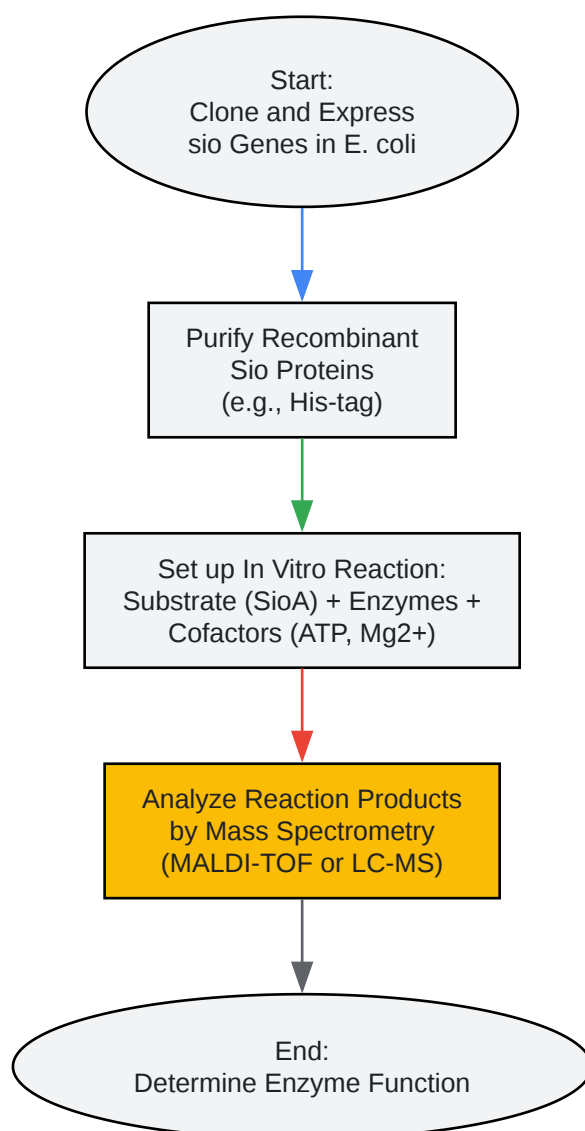 Start:
Clone and Express
sio Genes in E. coli
Purify Recombinant
Sio Proteins
(e.g., His-tag)
Set up In Vitro Reaction:
Substrate (SioA) + Enzymes +
Cofactors (ATP, Mg2+)
Analyze Reaction Products
by Mass Spectrometry
(MALDI-TOF or LC-MS)
End:
Determine Enzyme Function